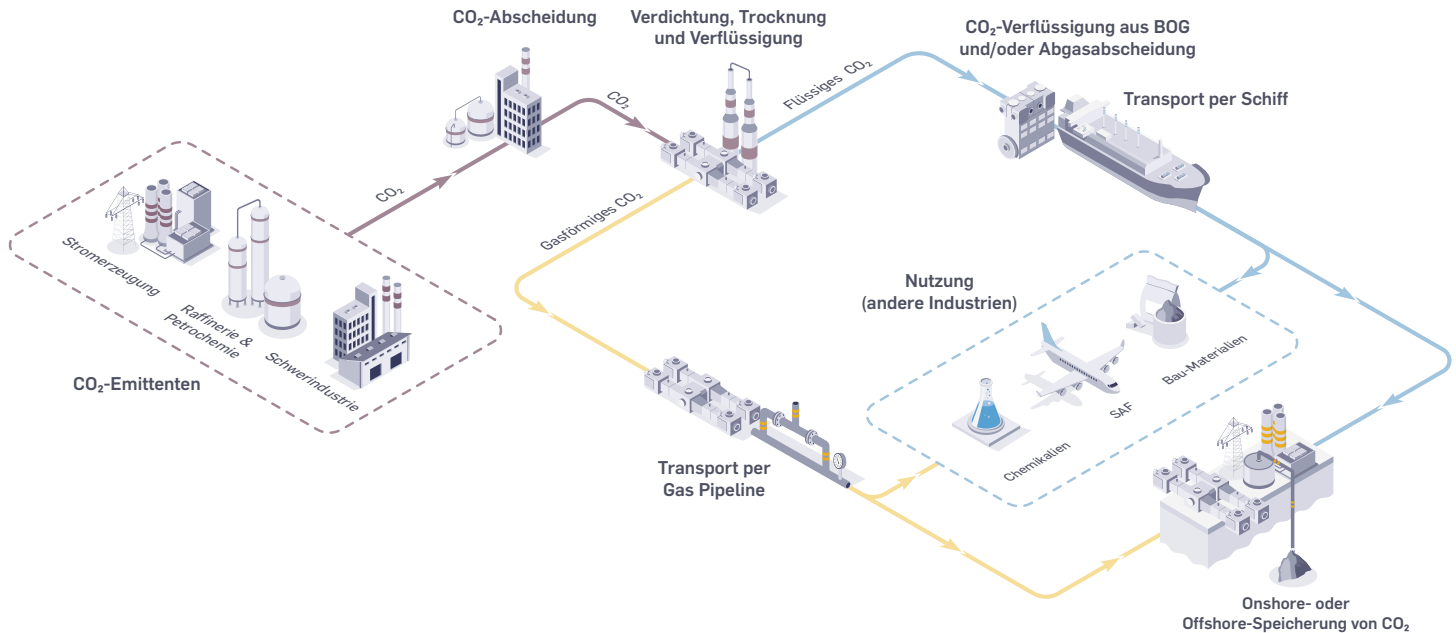 CO₂-Abscheidung
Verdichtung, Trocknung
und Verflüssigung
CO₂-Verflüssigung aus BOG
und/oder Abgasabscheidung
Transport per Schiff
CO₂
CO₂
Flüssiges CO₂
Gasförmiges CO₂
Stromerzeugung
Raffinerie &
Petrochemie
Schwerindustrie
CO₂-Emittenten
Nutzung
(andere Industrien)
Bau-Materialien
SAF
Chemikalien
Transport per
Gas Pipeline
Onshore- oder
Offshore-Speicherung von CO₂